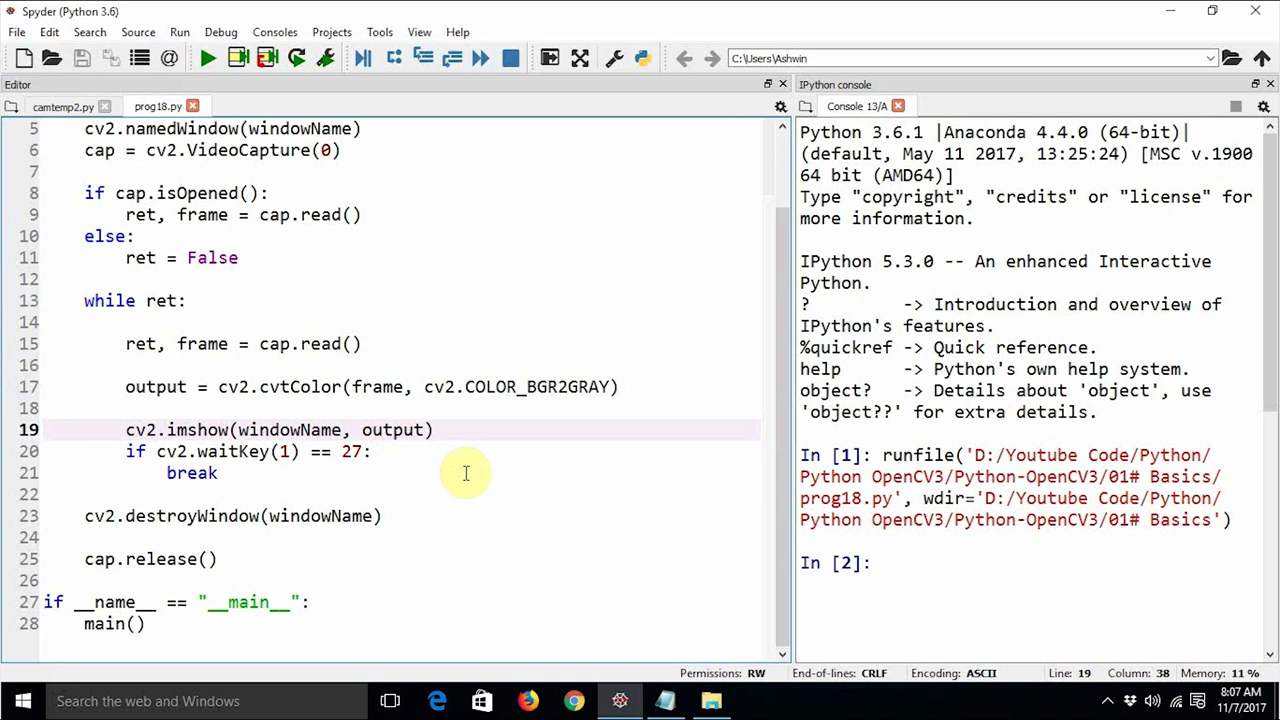 Spyder (Python 3.6)
File Edit Search Source Run Debug Consoles Projects Tools View Help
C:\Users\Ashwin
Editor
camtemp2.py prog18.py
5 cv2.namedWindow(windowName)
6 cap = cv2.VideoCapture(0)
7
8 if cap.isOpened():
9 ret, frame = cap.read()
10 else:
11 ret = False
12
13 while ret:
14
15 ret, frame = cap.read()
16
17 output = cv2.cvtColor(frame, cv2.COLOR_BGR2GRAY)
18
19 cv2.imshow(windowName, output)
20 if cv2.waitKey(1) == 27:
21 break
22
23 cv2.destroyWindow(windowName)
24
25 cap.release()
26
27 if __name__ == "__main__":
28 main()
IPython console
Console 13/A
Python 3.6.1 |Anaconda 4.4.0 (64-bit)|
(default, May 11 2017, 13:25:24) [MSC v.1900
64 bit (AMD64)]
Type "copyright", "credits" or "license" for
more information.
IPython 5.3.0 -- An enhanced Interactive
Python.
? -> Introduction and overview of
IPython's features.
%quickref -> Quick reference.
help -> Python's own help system.
object? -> Details about 'object', use
'object??' for extra details.
In [1]: runfile('D:/Youtube Code/Python/
Python OpenCV3/Python-OpenCV3/01# Basics/
prog18.py', wdir='D:/Youtube Code/Python/
Python OpenCV3/Python-OpenCV3/01# Basics')
In [2]:
Permissions: RW End-of-lines: CRLF Encoding: ASCII Line: 19 Column: 38 Memory: 11 %
Search the web and Windows
8:07 AM
11/7/2017